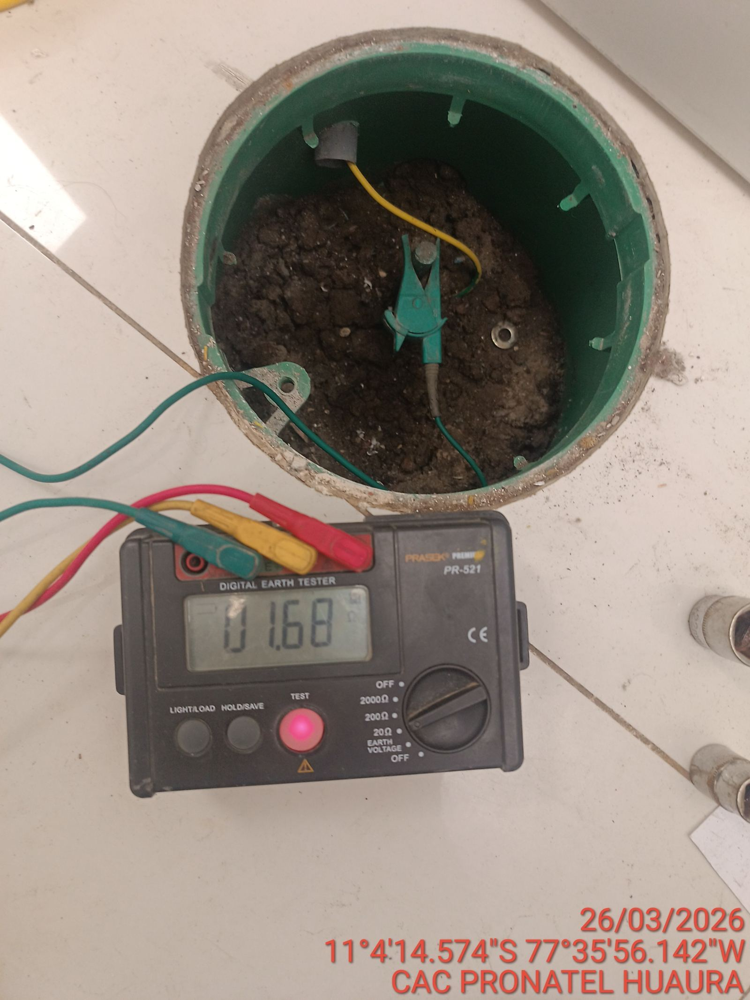 PRASEK® PREMIUM
PR-521
DIGITAL EARTH TESTER
01.68
Ω
CE
OFF
2000Ω
200Ω
20Ω
EARTH
VOLTAGE
OFF
LIGHT/LOAD
HOLD/SAVE
TEST
26/03/2026
11°4'14.574"S 77°35'56.142"W
CAC PRONATEL HUAURA